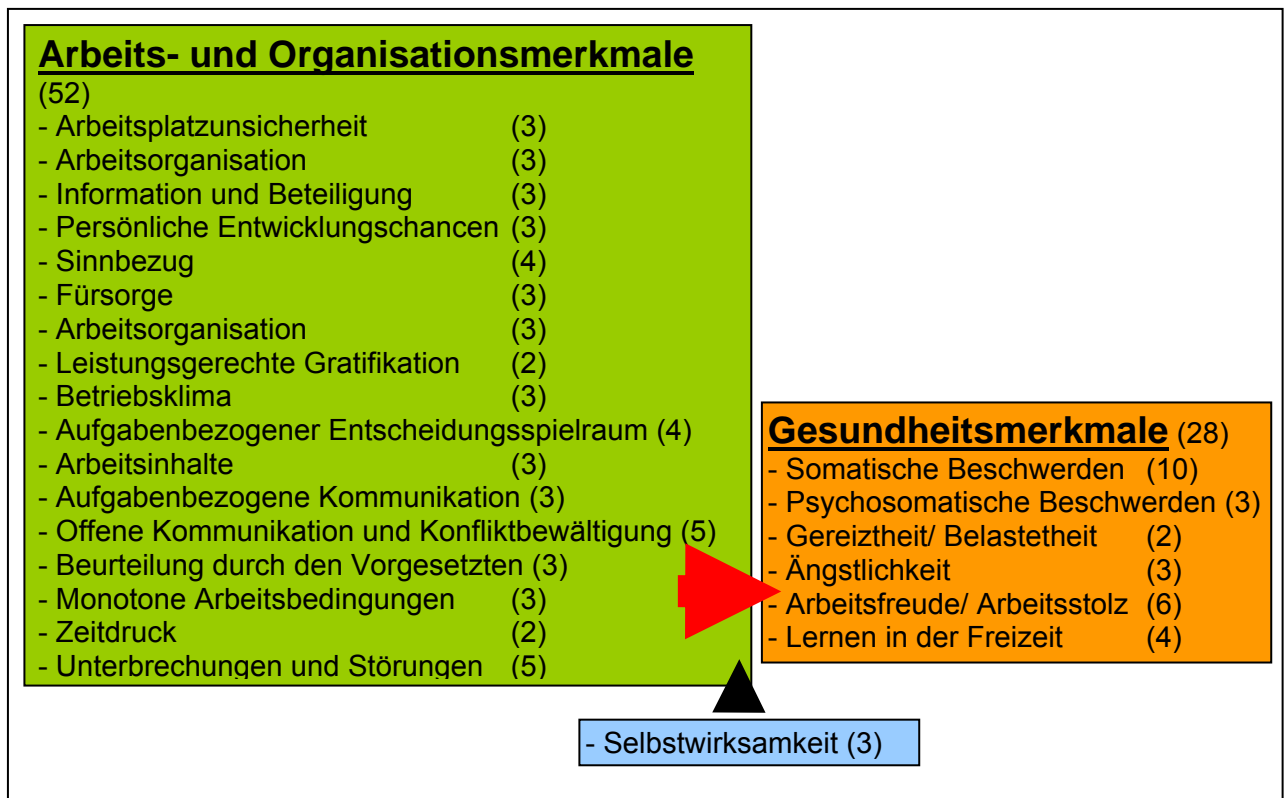 Arbeits- und Organisationsmerkmale
(52)
- Arbeitsplatzunsicherheit (3)
- Arbeitsorganisation (3)
- Information und Beteiligung (3)
- Persönliche Entwicklungschancen (3)
- Sinnbezug (4)
- Fürsorge (3)
- Arbeitsorganisation (3)
- Leistungsgerechte Gratifikation (2)
- Betriebsklima (3)
- Aufgabenbezogener Entscheidungsspielraum (4)
- Arbeitsinhalte (3)
- Aufgabenbezogene Kommunikation (3)
- Offene Kommunikation und Konfliktbewältigung (5)
- Beurteilung durch den Vorgesetzten (3)
- Monotone Arbeitsbedingungen (3)
- Zeitdruck (2)
- Unterbrechungen und Störungen (5)
Gesundheitsmerkmale (28)
- Somatische Beschwerden (10)
- Psychosomatische Beschwerden (3)
- Gereiztheit/ Belastetheit (2)
- Ängstlichkeit (3)
- Arbeitsfreude/ Arbeitsstolz (6)
- Lernen in der Freizeit (4)
- Selbstwirksamkeit (3)